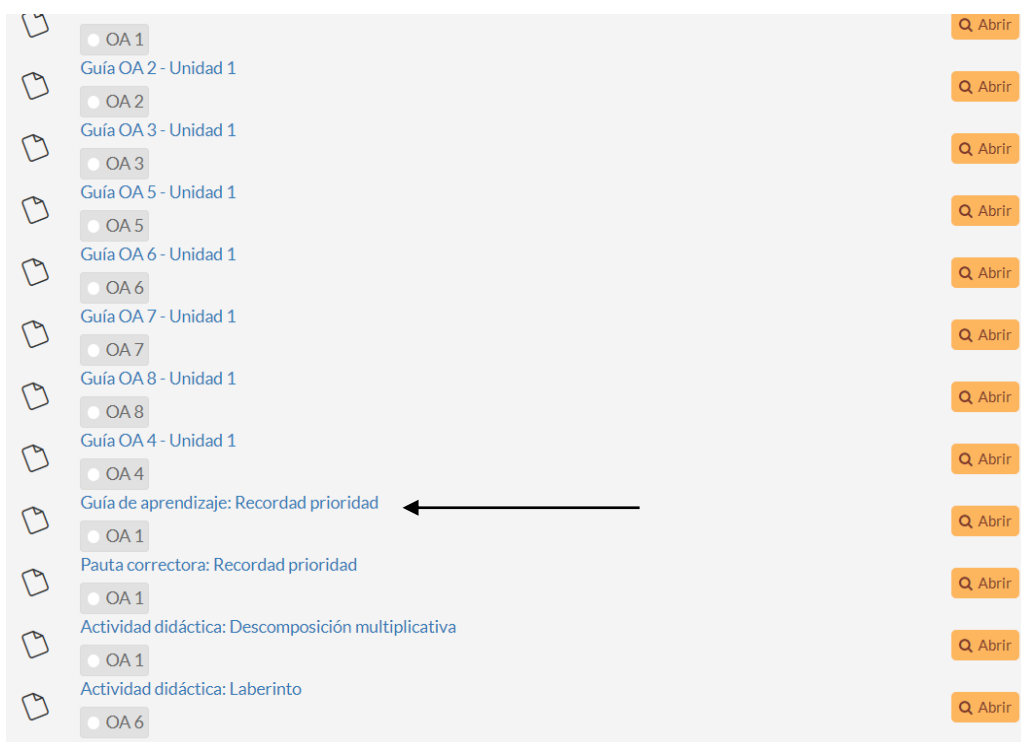 OA 1
Abrir
Guía OA 2 - Unidad 1
OA 2
Abrir
Guía OA 3 - Unidad 1
OA 3
Abrir
Guía OA 5 - Unidad 1
OA 5
Abrir
Guía OA 6 - Unidad 1
OA 6
Abrir
Guía OA 7 - Unidad 1
OA 7
Abrir
Guía OA 8 - Unidad 1
OA 8
Abrir
Guía OA 4 - Unidad 1
OA 4
Abrir
Guía de aprendizaje: Recordad prioridad
OA 1
Abrir
Pauta correctora: Recordad prioridad
OA 1
Abrir
Actividad didáctica: Descomposición multiplicativa
OA 1
Abrir
Actividad didáctica: Laberinto
OA 6
Abrir